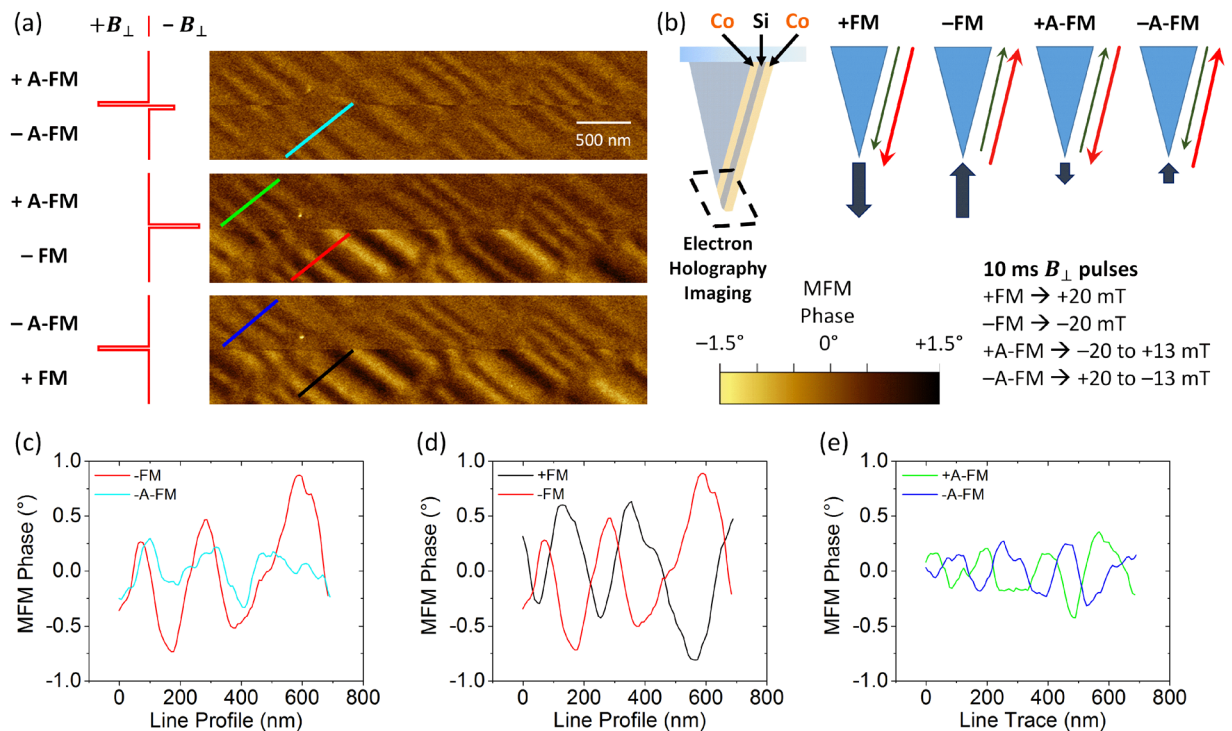 (a)
+B⊥ − B⊥
+ A-FM
− A-FM
500 nm
+ A-FM
− FM
− A-FM
+ FM
(b)
Co Si Co
+FM −FM +A-FM −A-FM
Electron
Holography
Imaging
MFM
Phase
−1.5° 0° +1.5°
10 ms B⊥ pulses
+FM → +20 mT
−FM → −20 mT
+A-FM → −20 to +13 mT
−A-FM → +20 to −13 mT
(c)
-FM
-A-FM
MFM Phase (°)
1.0
0.5
0.0
-0.5
-1.0
0 200 400 600 800
Line Profile (nm)
(d)
+FM
-FM
MFM Phase (°)
1.0
0.5
0.0
-0.5
-1.0
0 200 400 600 800
Line Profile (nm)
(e)
+A-FM
-A-FM
MFM Phase (°)
1.0
0.5
0.0
-0.5
-1.0
0 200 400 600 800
Line Trace (nm)